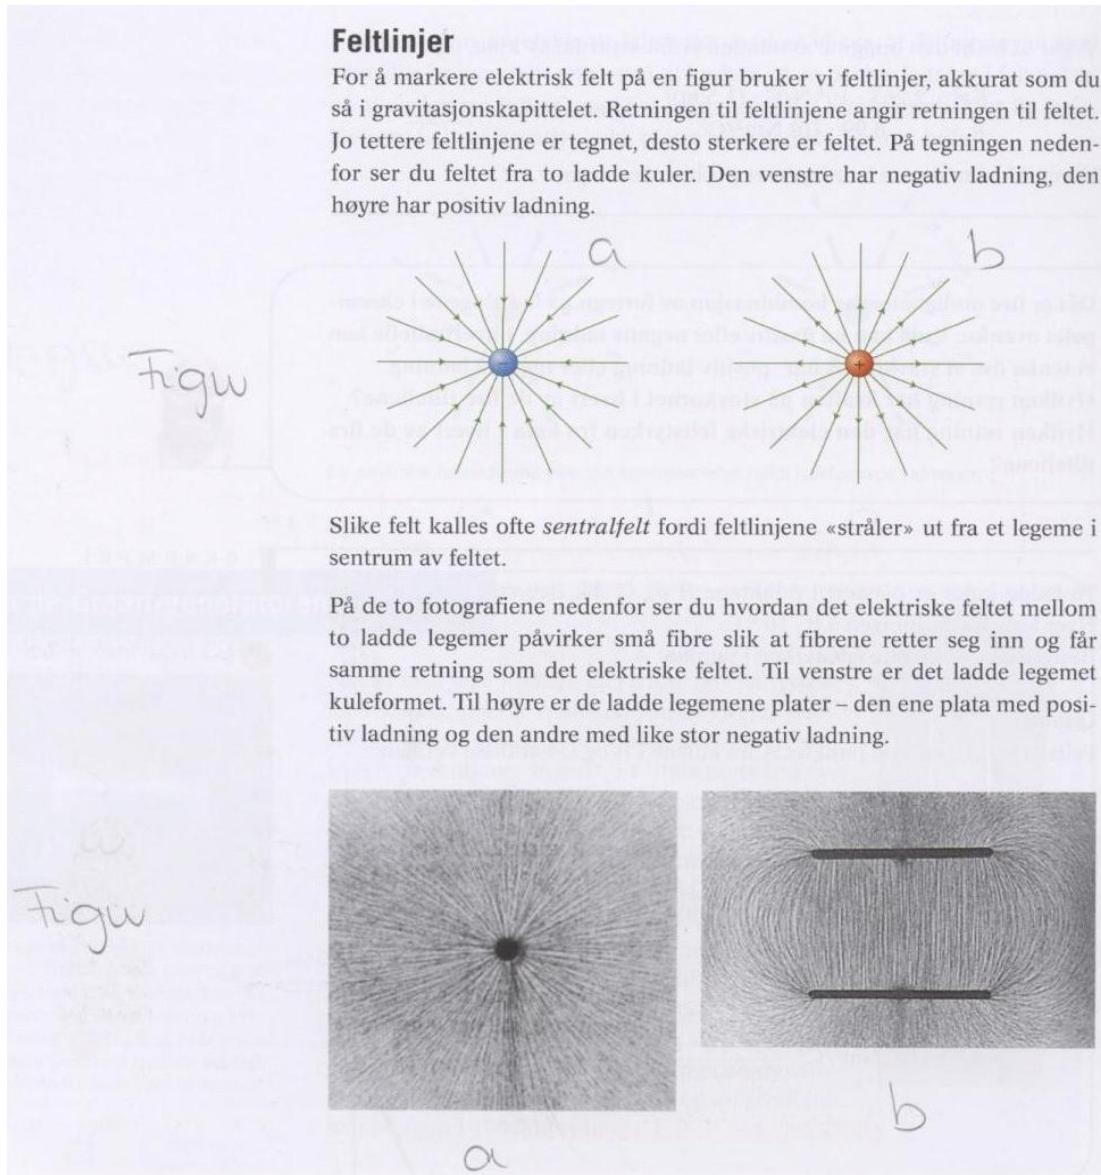 Feltlinjer
For å markere elektrisk felt på en figur bruker vi feltlinjer, akkurat som du
så i gravitasjonskapittelet. Retningen til feltlinjene angir retningen til feltet.
Jo tettere feltlinjene er tegnet, desto sterkere er feltet. På tegningen neden-
for ser du feltet fra to ladde kuler. Den venstre har negativ ladning, den
høyre har positiv ladning.
a
b
Figur
Slike felt kalles ofte sentralfelt fordi feltlinjene «stråler» ut fra et legeme i
sentrum av feltet.
På de to fotografiene nedenfor ser du hvordan det elektriske feltet mellom
to ladde legemer påvirker små fibre slik at fibrene retter seg inn og får
samme retning som det elektriske feltet. Til venstre er det ladde legemet
kuleformet. Til høyre er de ladde legemene plater – den ene plata med posi-
tiv ladning og den andre med like stor negativ ladning.
Figur
b
a